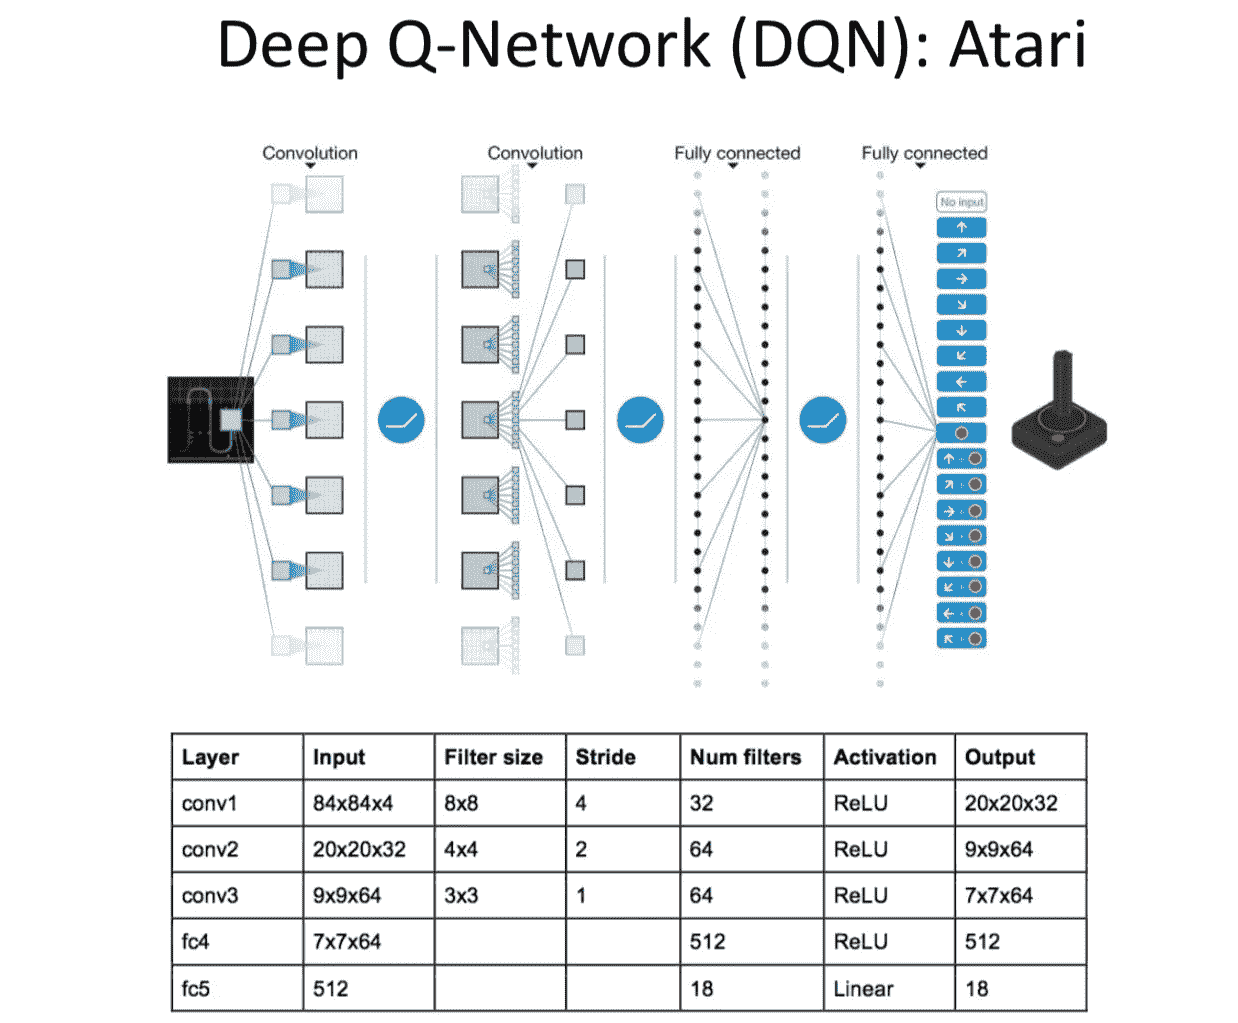 Deep Q-Network (DQN): Atari
Convolution Convolution Fully connected Fully connected
No input
Layer Input Filter size Stride Num filters Activation Output
conv1 84x84x4 8x8 4 32 ReLU 20x20x32
conv2 20x20x32 4x4 2 64 ReLU 9x9x64
conv3 9x9x64 3x3 1 64 ReLU 7x7x64
fc4 7x7x64 512 ReLU 512
fc5 512 18 Linear 18